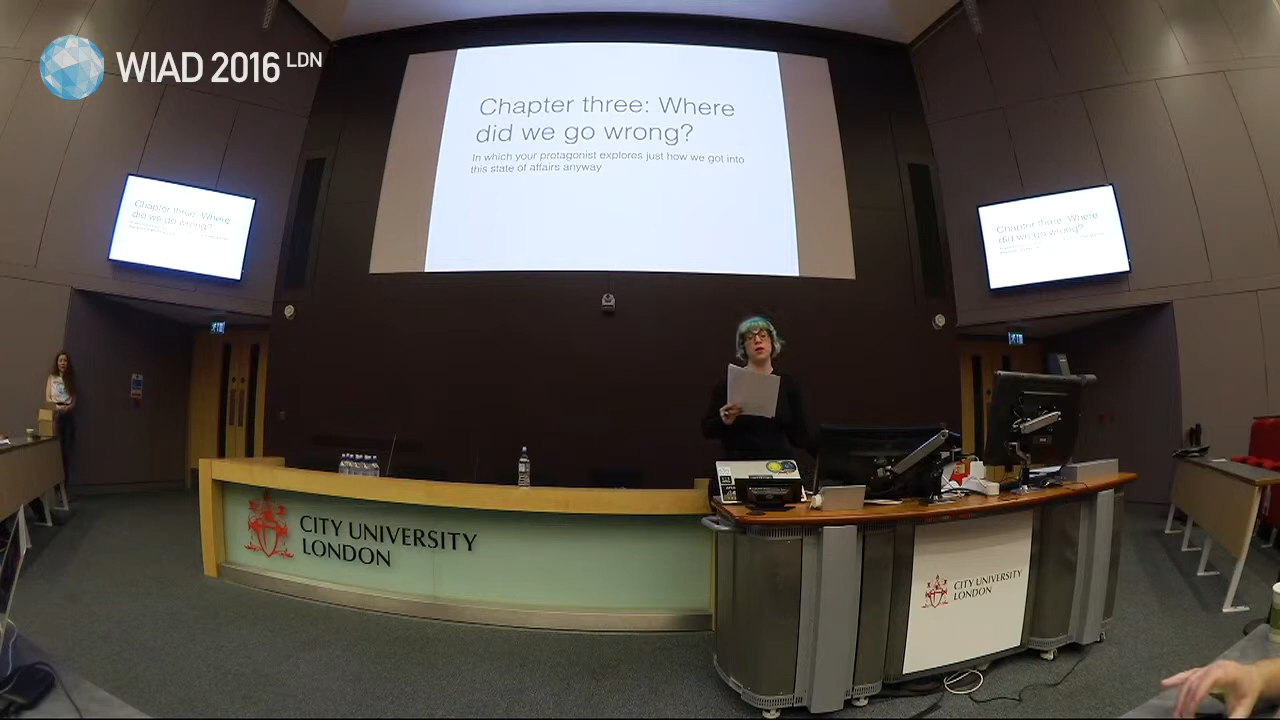 WIAD 2016 LDN
Chapter three: Where
did we go wrong?
In which your protagonist explores just how we got into
this state of affairs anyway
Chapter three: Where
did we go wrong?
Chapter three: Where
did we go wrong?
CITY UNIVERSITY
LONDON
CITY UNIVERSITY
LONDON